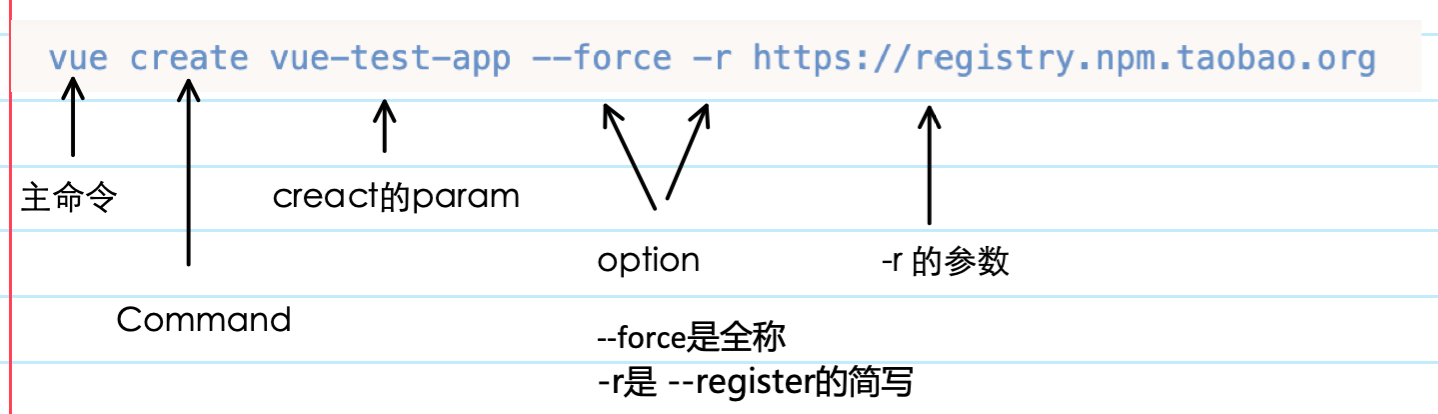 vue create vue-test-app --force -r https://registry.npm.taobao.org
主命令
creact的param
option
-r 的参数
Command
--force是全称
-r是 --register的简写